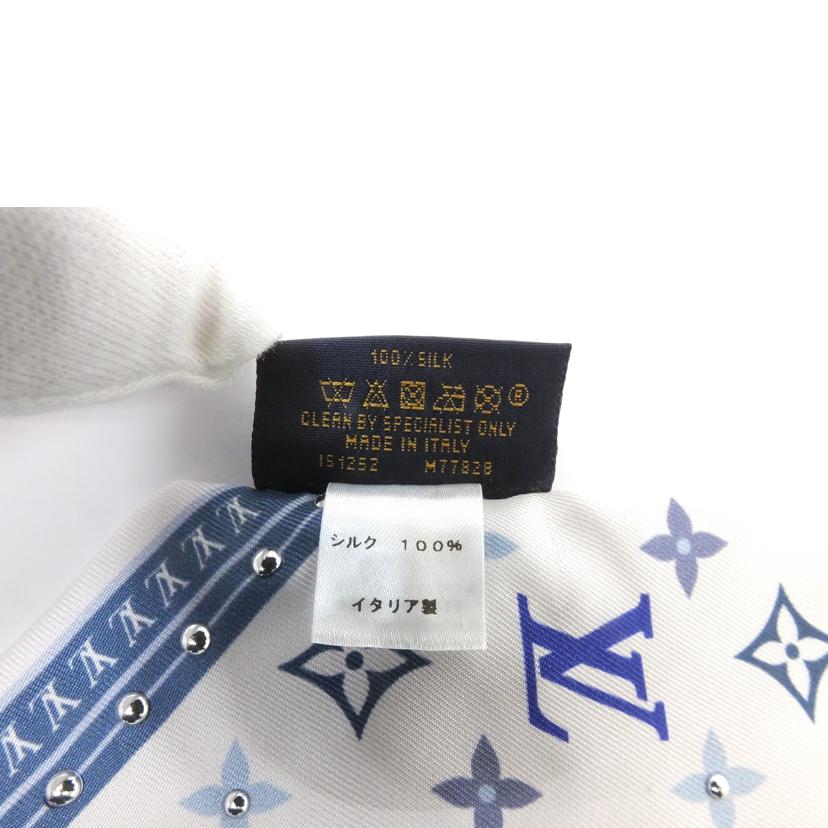 100% SILK
CLEAN BY SPECIALIST ONLY
MADE IN ITALY
IS1252 M77828
シルク 100%
イタリア製